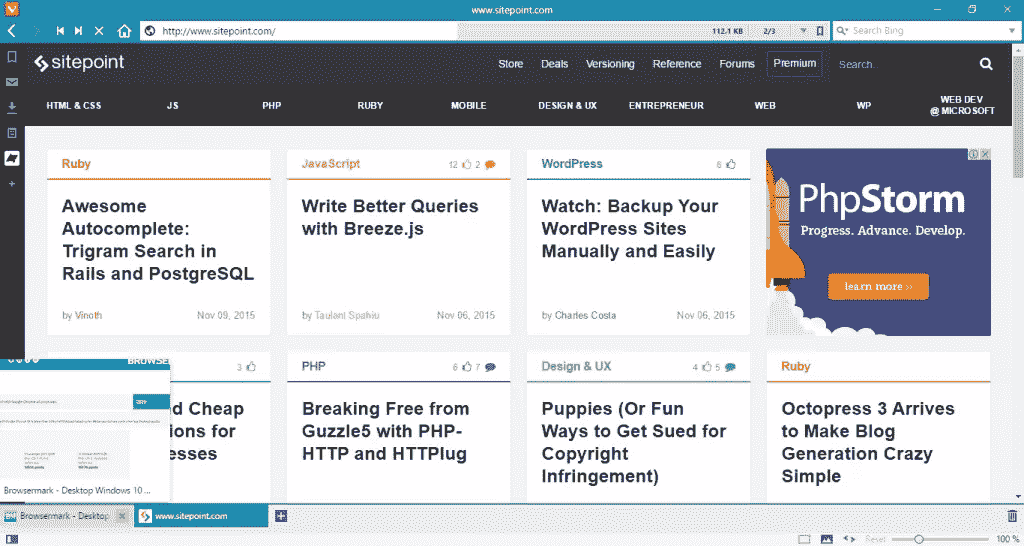 www.sitepoint.com
http://www.sitepoint.com/
112.1 KB
2/3
Search Bing
sitepoint
Store
Deals
Versioning
Reference
Forums
Premium
Search.
HTML & CSS
JS
PHP
RUBY
MOBILE
DESIGN & UX
ENTREPRENEUR
WEB
WP
WEB DEV
@ MICROSOFT
Ruby
Awesome
Autocomplete:
Trigram Search in
Rails and PostgreSQL
by Vinoth
Nov 09, 2015
JavaScript
12
2
Write Better Queries
with Breeze.js
by Taulant Spahiu
Nov 06, 2015
WordPress
6
Watch: Backup Your
WordPress Sites
Manually and Easily
by Charles Costa
Nov 06, 2015
PhpStorm
Progress. Advance. Develop.
learn more ››
BROWSE
3
d Cheap
ions for
esses
PHP
6
7
Breaking Free from
Guzzle5 with PHP-
HTTP and HTTPlug
Design & UX
4
5
Puppies (Or Fun
Ways to Get Sued for
Copyright
Infringement)
Ruby
Octopress 3 Arrives
to Make Blog
Generation Crazy
Simple
Browsermark - Desktop Windows 10 ...
Browsermark - Desktop
www.sitepoint.com
Reset
100 %